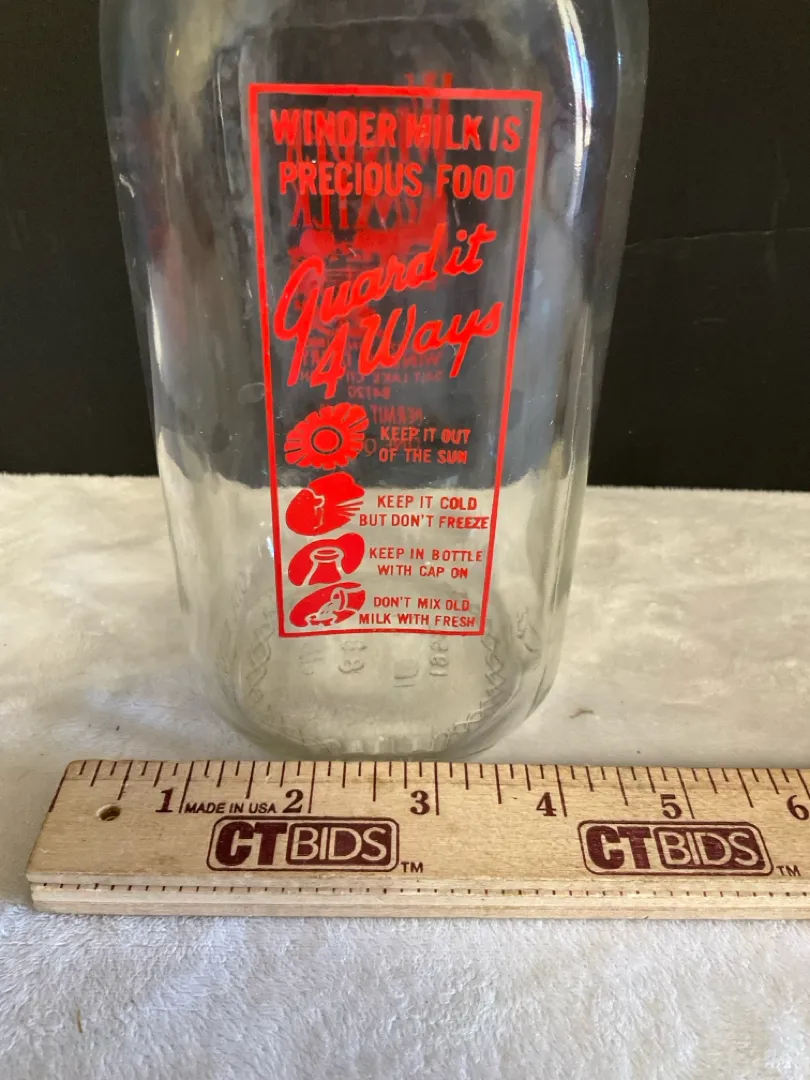 WINDER MILK IS
PRECIOUS FOOD
Guard it
4 Ways
KEEP IT OUT
OF THE SUN
KEEP IT COLD
BUT DON'T FREEZE
KEEP IN BOTTLE
WITH CAP ON
DON'T MIX OLD
MILK WITH FRESH
1 MADE IN USA 2 3 4 5 6
CTBIDS™ CTBIDS™